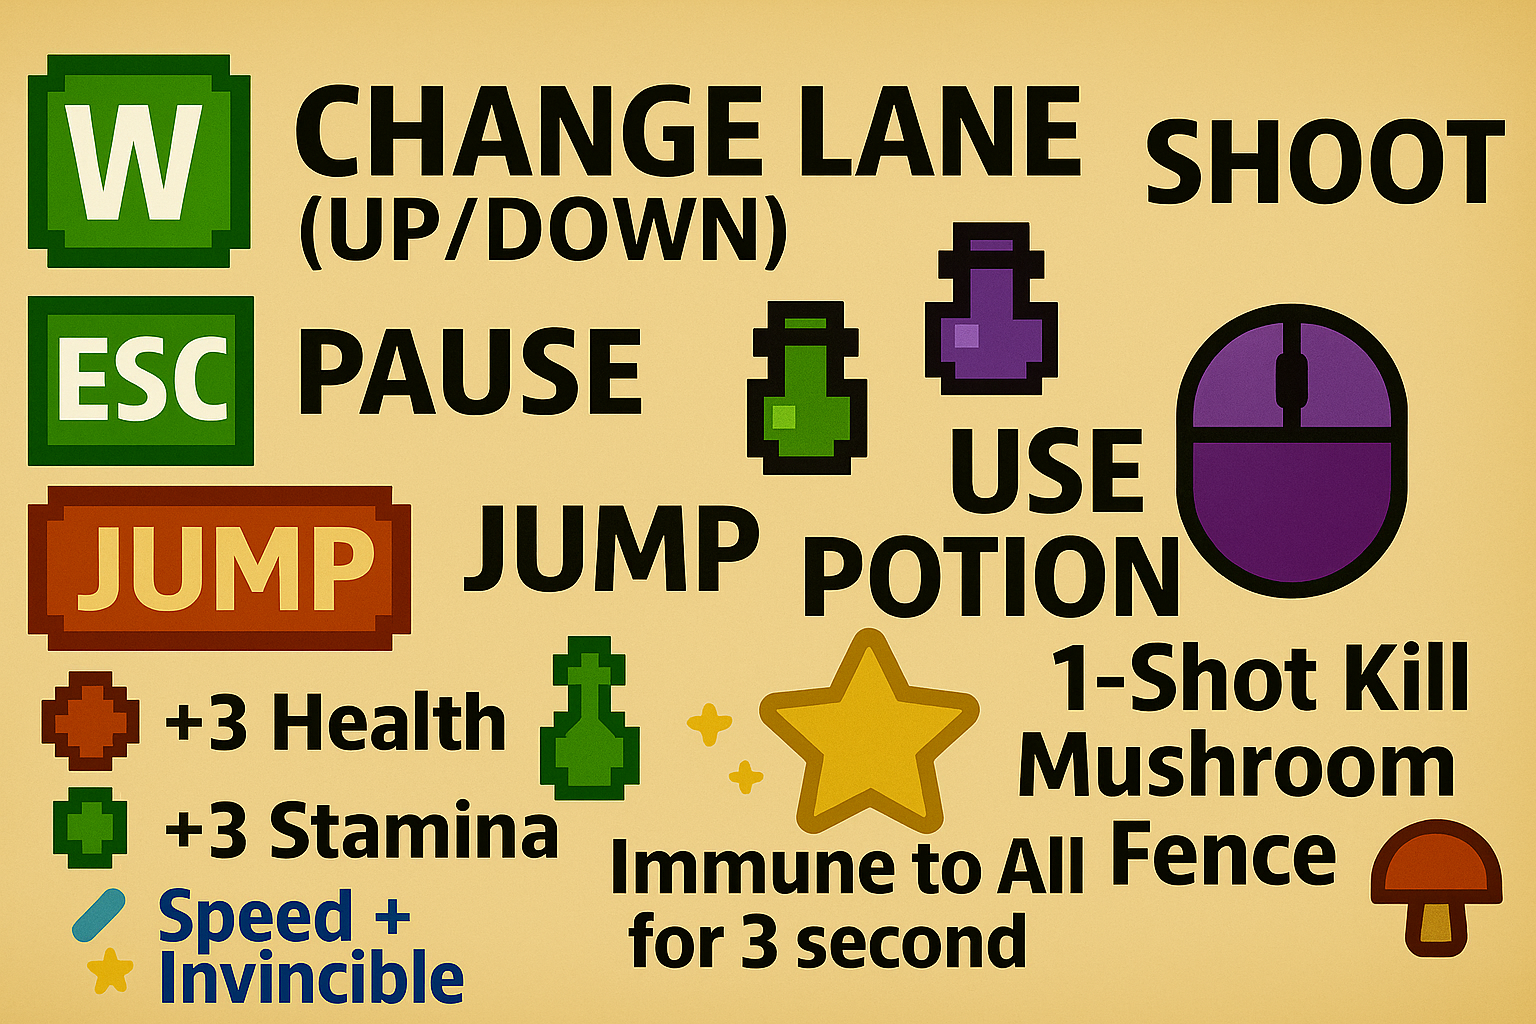 W
CHANGE LANE
(UP/DOWN)
SHOOT
ESC
PAUSE
USE
POTION
JUMP
JUMP
+3 Health
+3 Stamina
Speed +
Invincible
Immune to All
for 3 second
1-Shot Kill
Mushroom
Fence